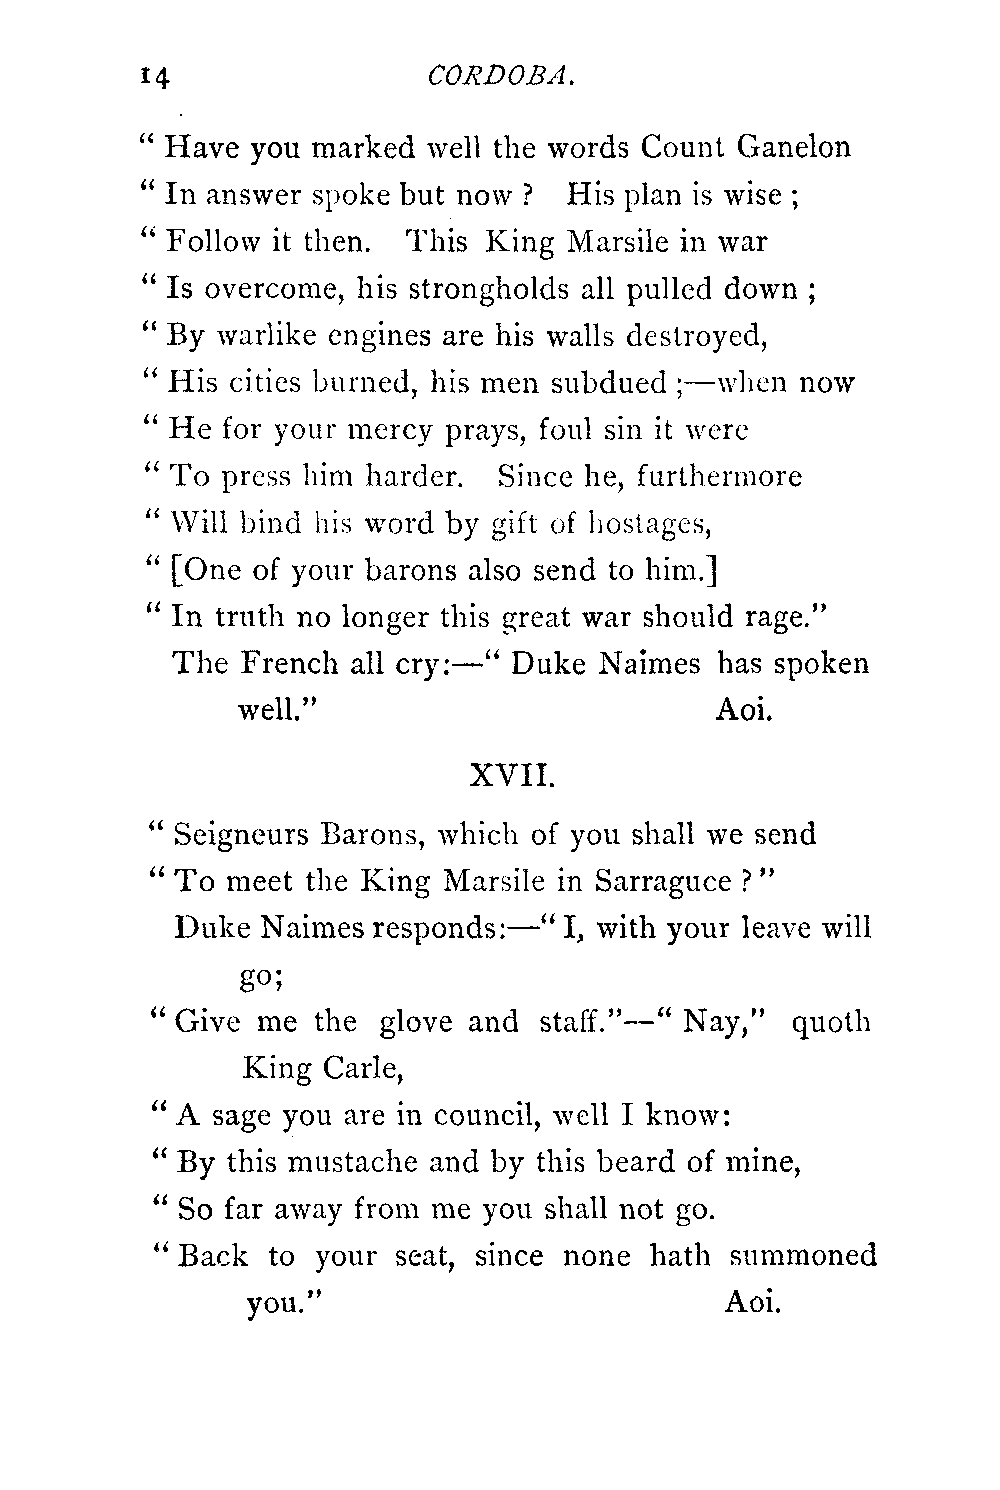 14 CORDOBA.
“ Have you marked well the words Count Ganelon
“ In answer spoke but now ? His plan is wise ;
“ Follow it then. This King Marsile in war
“ Is overcome, his strongholds all pulled down ;
“ By warlike engines are his walls destroyed,
“ His cities burned, his men subdued ;—when now
“ He for your mercy prays, foul sin it were
“ To press him harder. Since he, furthermore
“ Will bind his word by gift of hostages,
“ [One of your barons also send to him.]
“ In truth no longer this great war should rage.”
The French all cry:—“ Duke Naimes has spoken
well.” Aoi.
XVII.
“ Seigneurs Barons, which of you shall we send
“ To meet the King Marsile in Sarraguce ? ”
Duke Naimes responds:—“ I, with your leave will
go;
“ Give me the glove and staff.”—“ Nay,” quoth
King Carle,
“ A sage you are in council, well I know:
“ By this mustache and by this beard of mine,
“ So far away from me you shall not go.
“ Back to your seat, since none hath summoned
you.” Aoi.